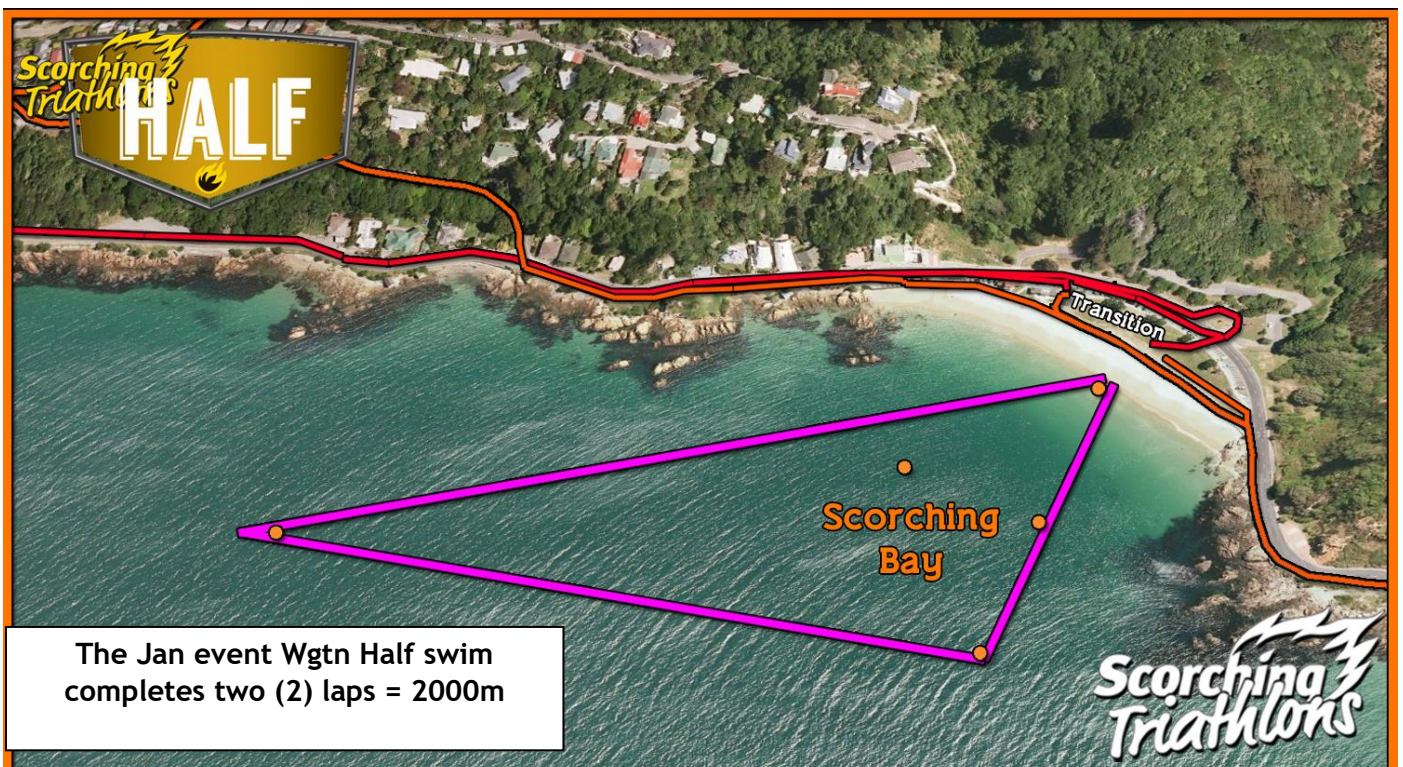 Scorching
Triathlons
HALF
Transition
Scorching
Bay
The Jan event Wgtn Half swim
completes two (2) laps = 2000m
Scorching
Triathlons